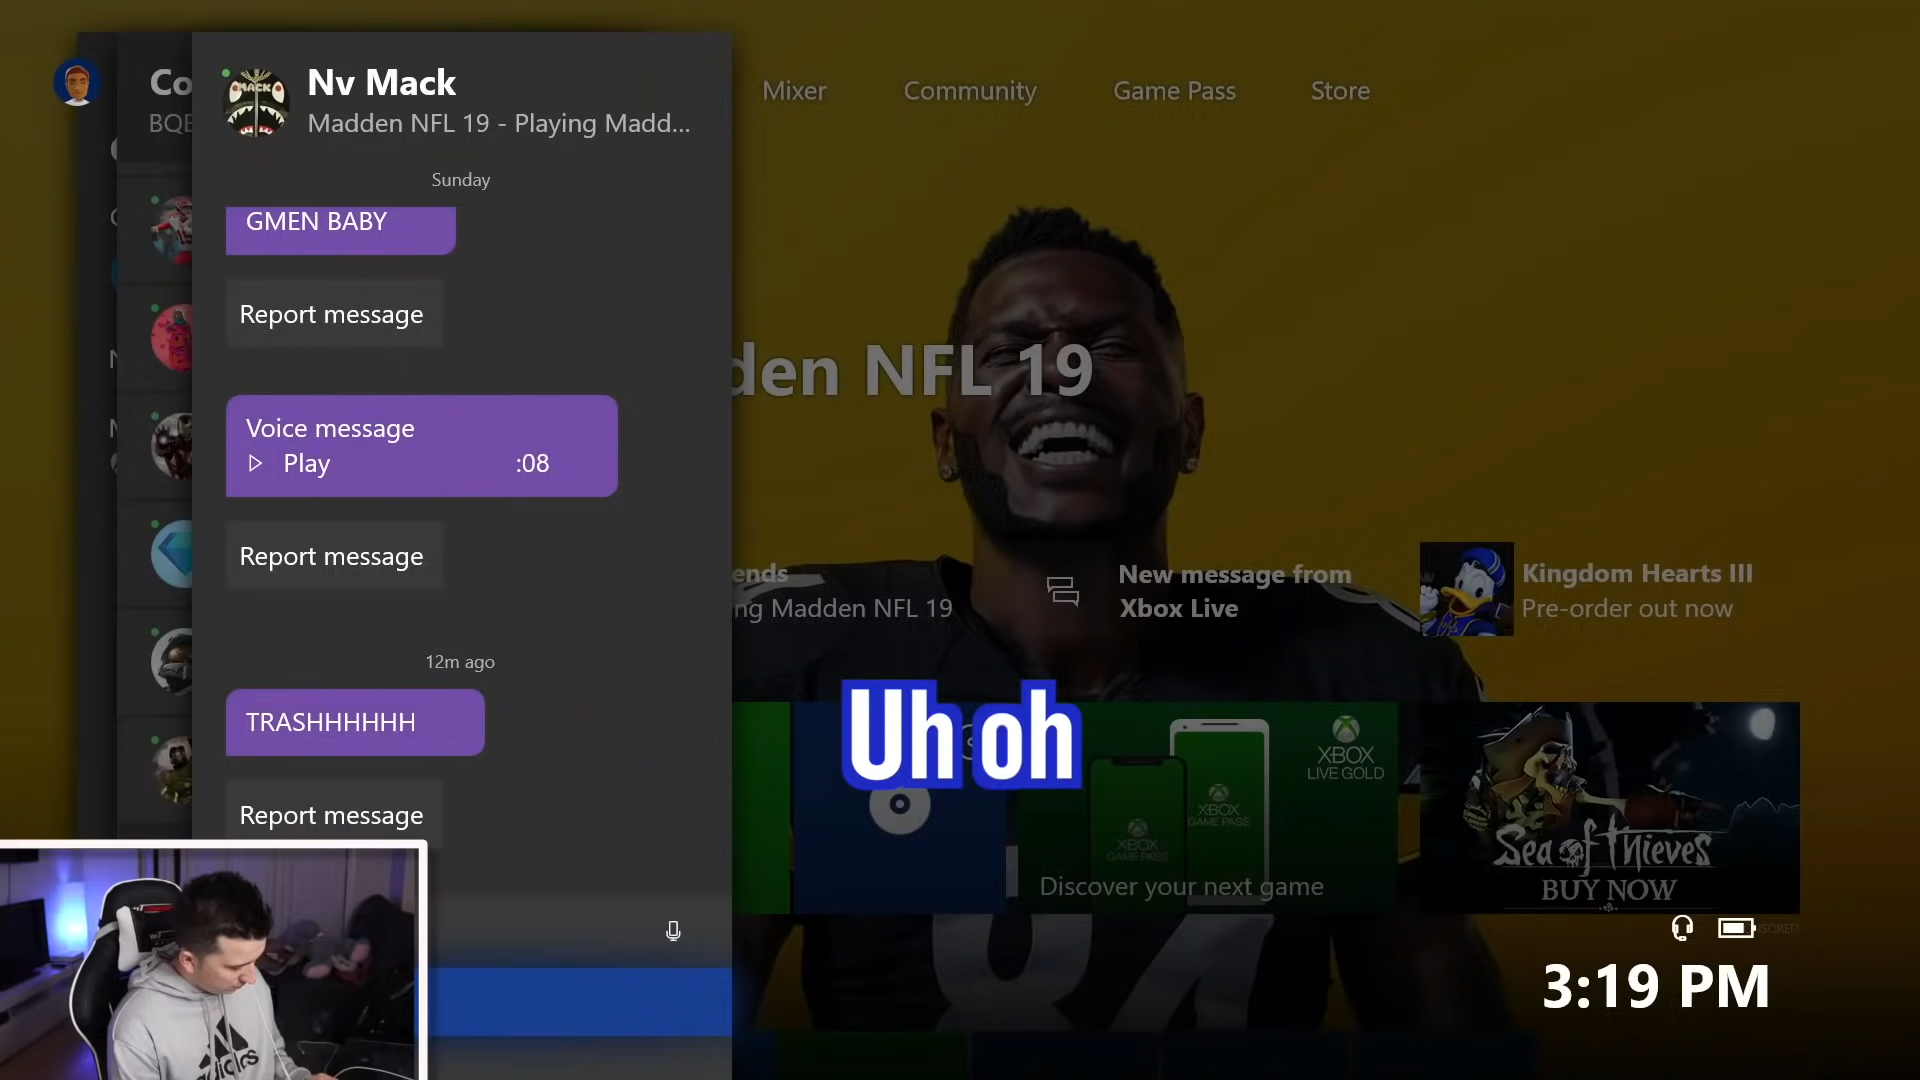 Co
BQE
Nv Mack
Madden NFL 19 - Playing Madd...
Mixer
Community
Game Pass
Store
Sunday
GMEN BABY
Report message
Voice message
Play :08
Report message
12m ago
TRASHHHHHH
Report message
den NFL 19
ends
ng Madden NFL 19
New message from
Xbox Live
Kingdom Hearts III
Pre-order out now
Uh oh
XBOX
LIVE GOLD
XBOX
GAME PASS
XBOX
GAME PASS
Discover your next game
Sea of Thieves
BUY NOW
3:19 PM
MACK
adidas
84